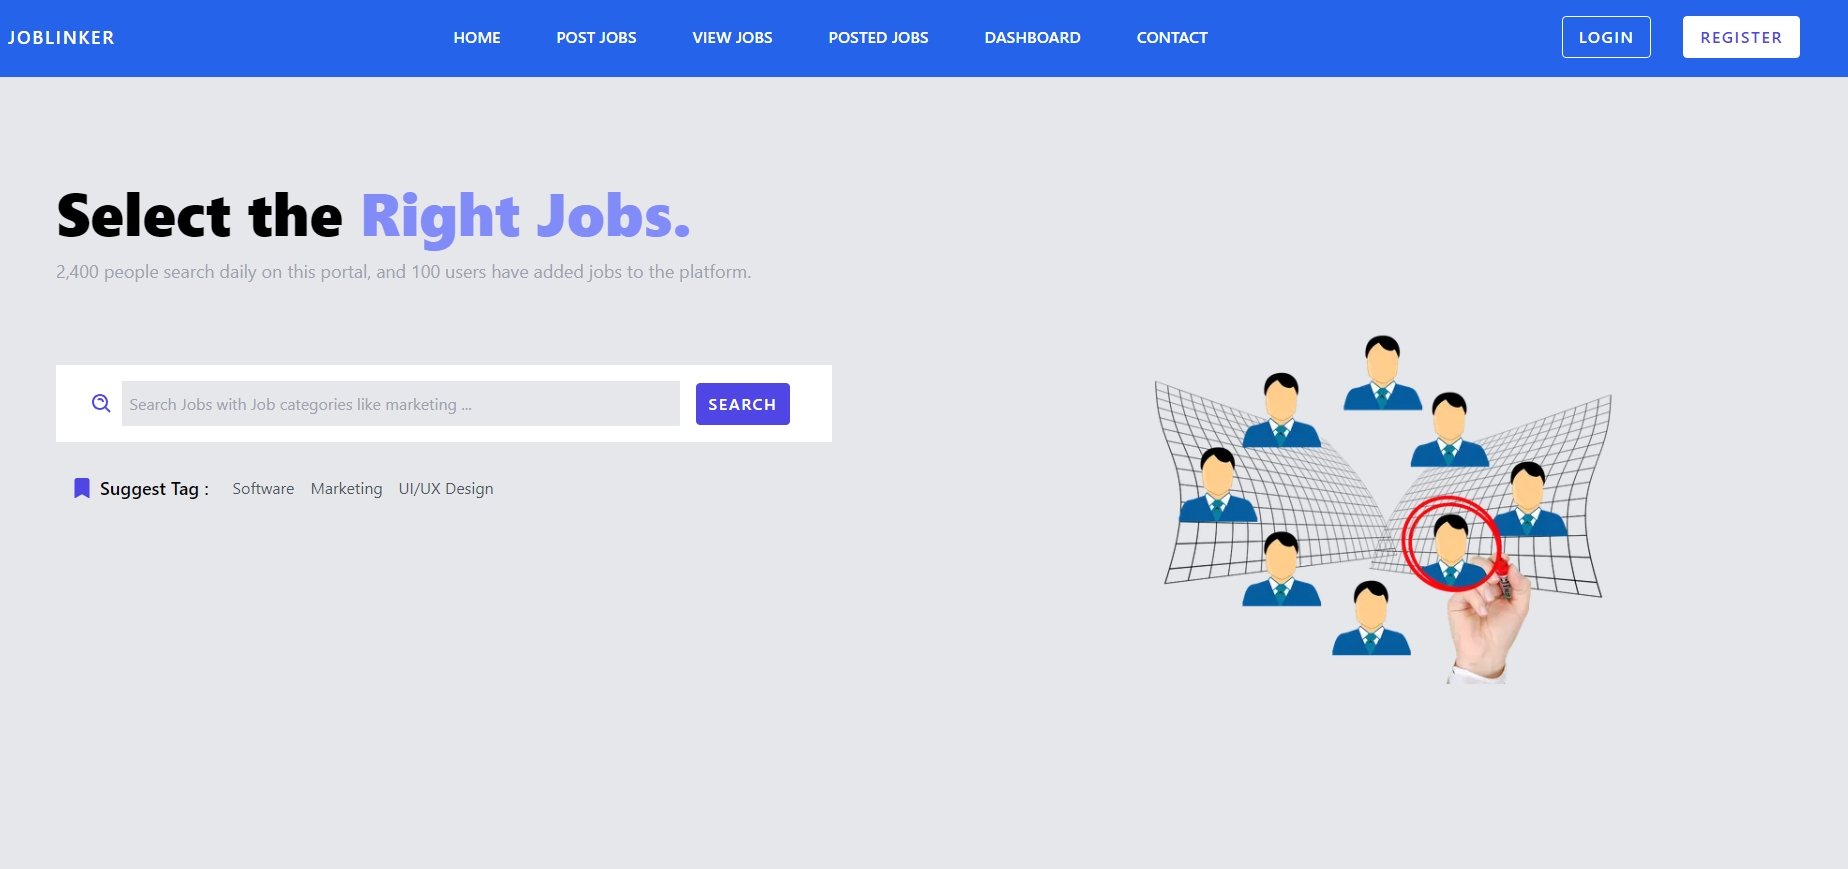 JOBLINKER
HOME POST JOBS VIEW JOBS POSTED JOBS DASHBOARD CONTACT
LOGIN REGISTER
Select the Right Jobs.
2,400 people search daily on this portal, and 100 users have added jobs to the platform.
Search Jobs with Job categories like marketing ...
SEARCH
Suggest Tag : Software Marketing UI/UX Design